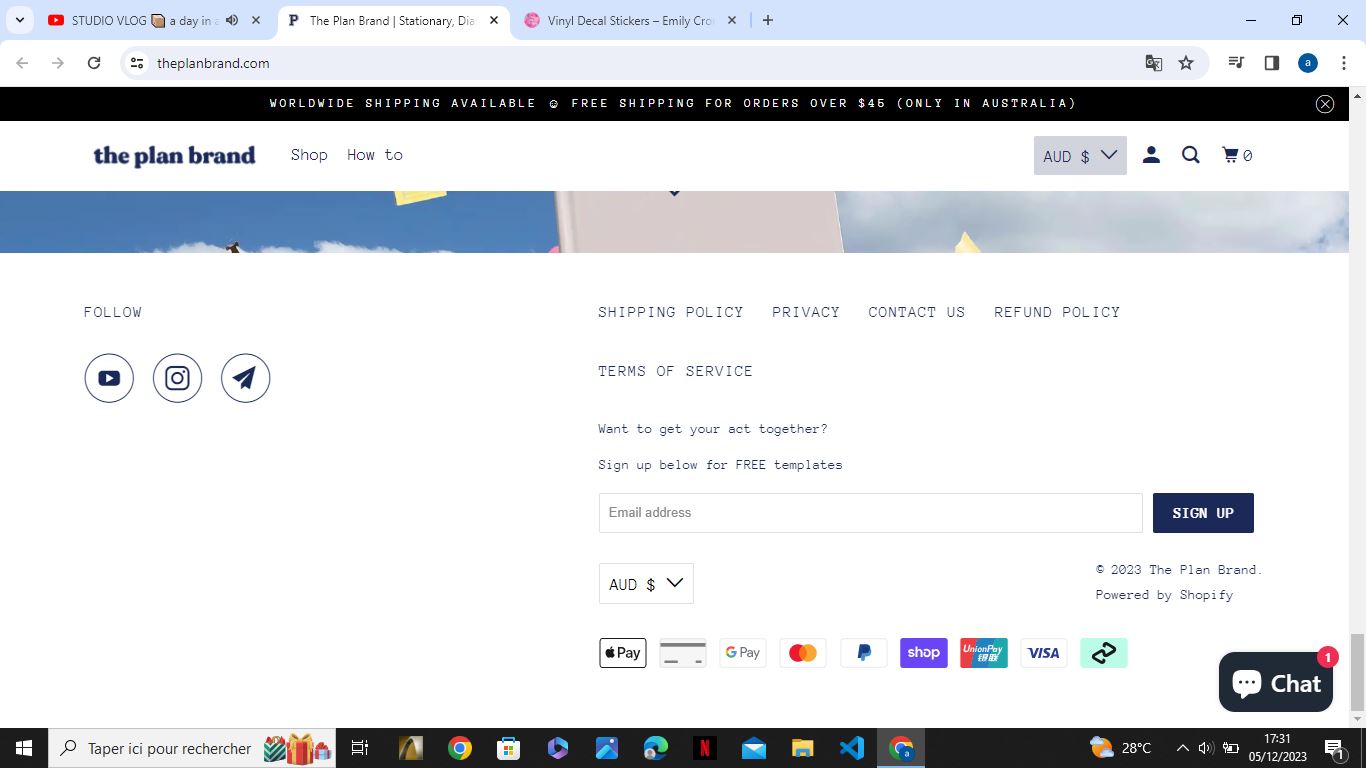 STUDIO VLOG 📦 a day in a
The Plan Brand | Stationary, Dia
Vinyl Decal Stickers – Emily Cro
theplanbrand.com
a
WORLDWIDE SHIPPING AVAILABLE ☺ FREE SHIPPING FOR ORDERS OVER $45 (ONLY IN AUSTRALIA)
the plan brand
Shop
How to
AUD $
0
FOLLOW
SHIPPING POLICY
PRIVACY
CONTACT US
REFUND POLICY
TERMS OF SERVICE
Want to get your act together?
Sign up below for FREE templates
Email address
SIGN UP
AUD $
© 2023 The Plan Brand.
Powered by Shopify
Pay
G Pay
shop
UnionPay
银联
VISA
Chat
1
Taper ici pour rechercher
N
a
28°C
17:31
05/12/2023
1